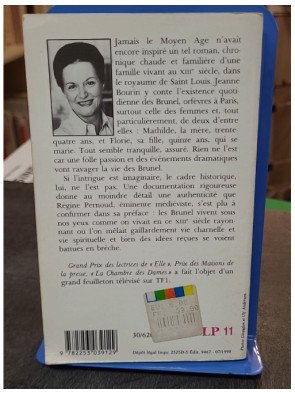 Jamais le Moyen Age n'avait
encore inspiré un tel roman, chro-
nique chaude et familière d'une
famille vivant au XIIIe siècle, dans
le royaume de Saint Louis. Jeanne
Bourin y conte l'existence quoti
dienne des Brunel, orfèvres à Paris,
surtout celle des femmes et, tout
particulièrement, de deux d'entre
elles : Mathilde, la mère, trente-
quatre ans, et Florie, sa fille, quinze ans, qui
se marie. Tout semble tranquille, assuré. Rien ne l'est
car une folle passion et des événements dramatiques
vont ravager la vie des Brunel.
Si l'intrigue est imaginaire, le cadre historique,
lui, ne l'est pas. Une documentation rigoureuse
donne au moindre détail une authenticité que
Régine Pernoud, éminente médiéviste, s'est plu à
confirmer dans sa préface : les Brunel vivent sous
nos yeux comme on vivait en ce XIIIe siècle rayon-
nant où l'on mêlait gaillardement vie charnelle et
vie spirituelle et bien des idées reçues se voient
battues en brèche.
Grand Prix des lectrices de « Elle », Prix des Maisons de
la presse, « La Chambre des Dames » a fait l'objet d'un
grand feuilleton télévisé sur TF1.
30/620
LP 11
9 782253 039129